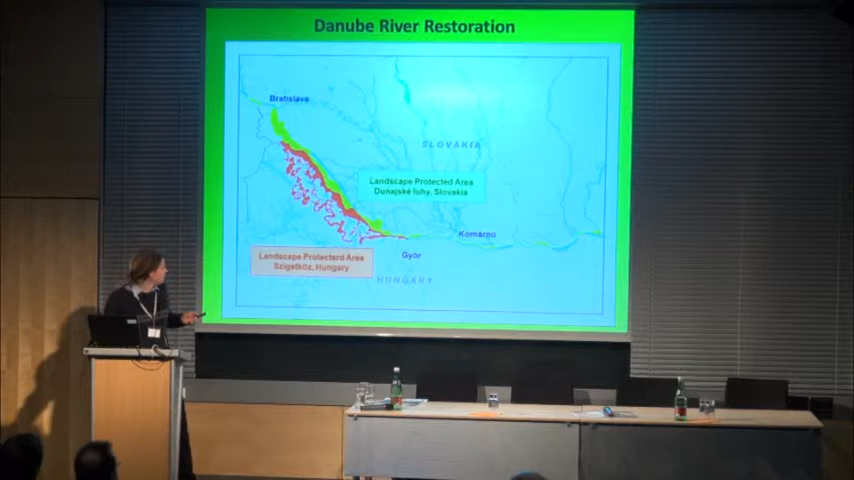 Danube River Restoration
Bratislava
SLOVAKIA
Landscape Protected Area
Dunajské luhy, Slovakia
Komárno
Győr
Landscape Protecterd Area
Szigetköz, Hungary
HUNGARY